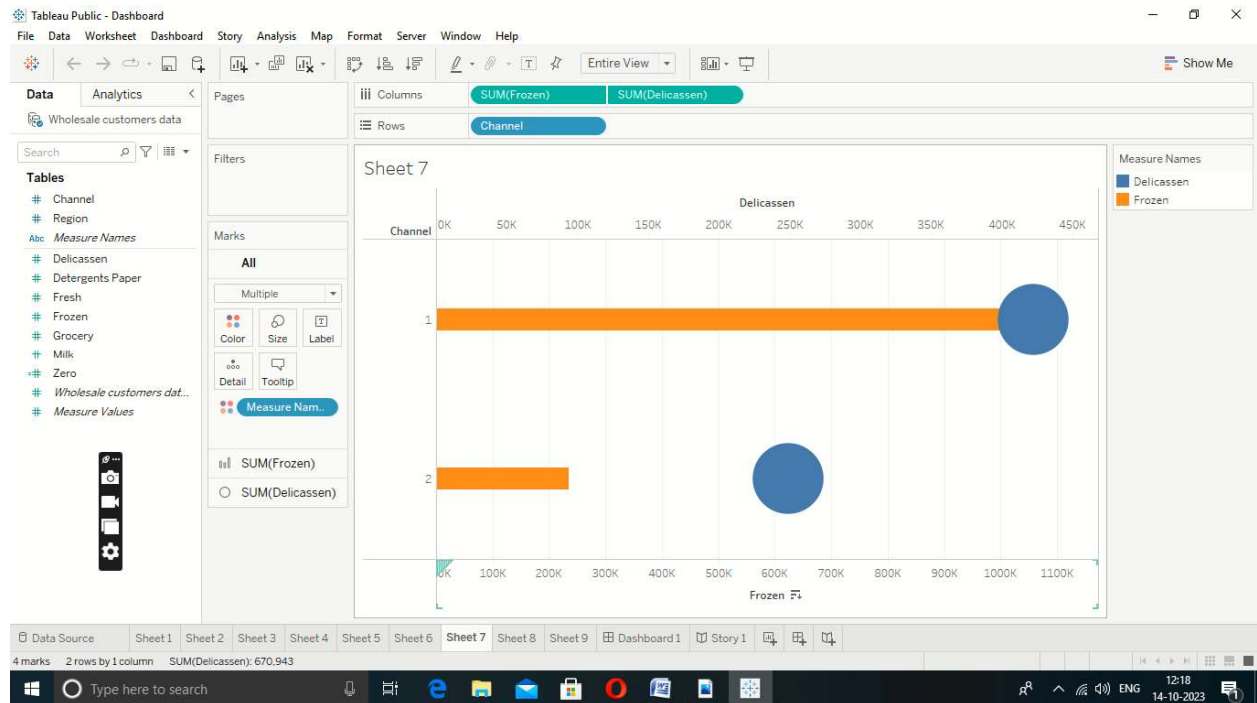 Tableau Public - Dashboard
File Data Worksheet Dashboard Story Analysis Map Format Server Window Help
Entire View
Show Me
Data Analytics
Wholesale customers data
Search
Tables
# Channel
# Region
Abc Measure Names
# Delicassen
# Detergents Paper
# Fresh
# Frozen
# Grocery
# Milk
=# Zero
# Wholesale customers dat...
# Measure Values
Pages
Filters
Marks
All
Multiple
Color Size Label
Detail Tooltip
Measure Nam..
SUM(Frozen)
SUM(Delicassen)
Columns SUM(Frozen) SUM(Delicassen)
Rows Channel
Sheet 7
Delicassen
Channel 0K 50K 100K 150K 200K 250K 300K 350K 400K 450K
1
2
0K 100K 200K 300K 400K 500K 600K 700K 800K 900K 1000K 1100K
Frozen
Measure Names
Delicassen
Frozen
Data Source Sheet 1 Sheet 2 Sheet 3 Sheet 4 Sheet 5 Sheet 6 Sheet 7 Sheet 8 Sheet 9 Dashboard 1 Story 1
4 marks 2 rows by 1 column SUM(Delicassen): 670,943
Type here to search
ENG
12:18
14-10-2023